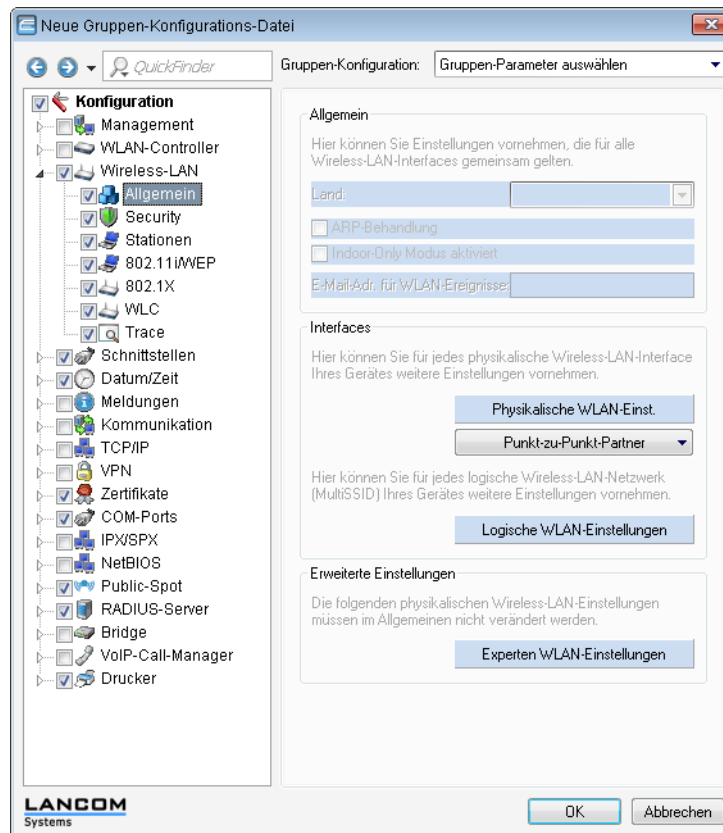 Neue Gruppen-Konfigurations-Datei
QuickFinder
Gruppen-Konfiguration:
Gruppen-Parameter auswählen
Konfiguration
Management
WLAN-Controller
Wireless-LAN
Allgemein
Security
Stationen
802.11i/WEP
802.1X
WLC
Trace
Schnittstellen
Datum/Zeit
Meldungen
Kommunikation
TCP/IP
VPN
Zertifikate
COM-Ports
IPX/SPX
NetBIOS
Public-Spot
RADIUS-Server
Bridge
VoIP-Call-Manager
Drucker
Allgemein
Hier können Sie Einstellungen vornehmen, die für alle
Wireless-LAN-Interfaces gemeinsam gelten.
Land:
ARP-Behandlung
Indoor-Only Modus aktiviert
E-Mail-Adr. für WLAN-Ereignisse:
Interfaces
Hier können Sie für jedes physikalische Wireless-LAN-Interface
Ihres Gerätes weitere Einstellungen vornehmen.
Physikalische WLAN-Einst.
Punkt-zu-Punkt-Partner
Hier können Sie für jedes logische Wireless-LAN-Netzwerk
(MultiSSID) Ihres Gerätes weitere Einstellungen vornehmen.
Logische WLAN-Einstellungen
Erweiterte Einstellungen
Die folgenden physikalischen Wireless-LAN-Einstellungen
müssen im Allgemeinen nicht verändert werden.
Experten WLAN-Einstellungen
LANCOM
Systems
OK
Abbrechen